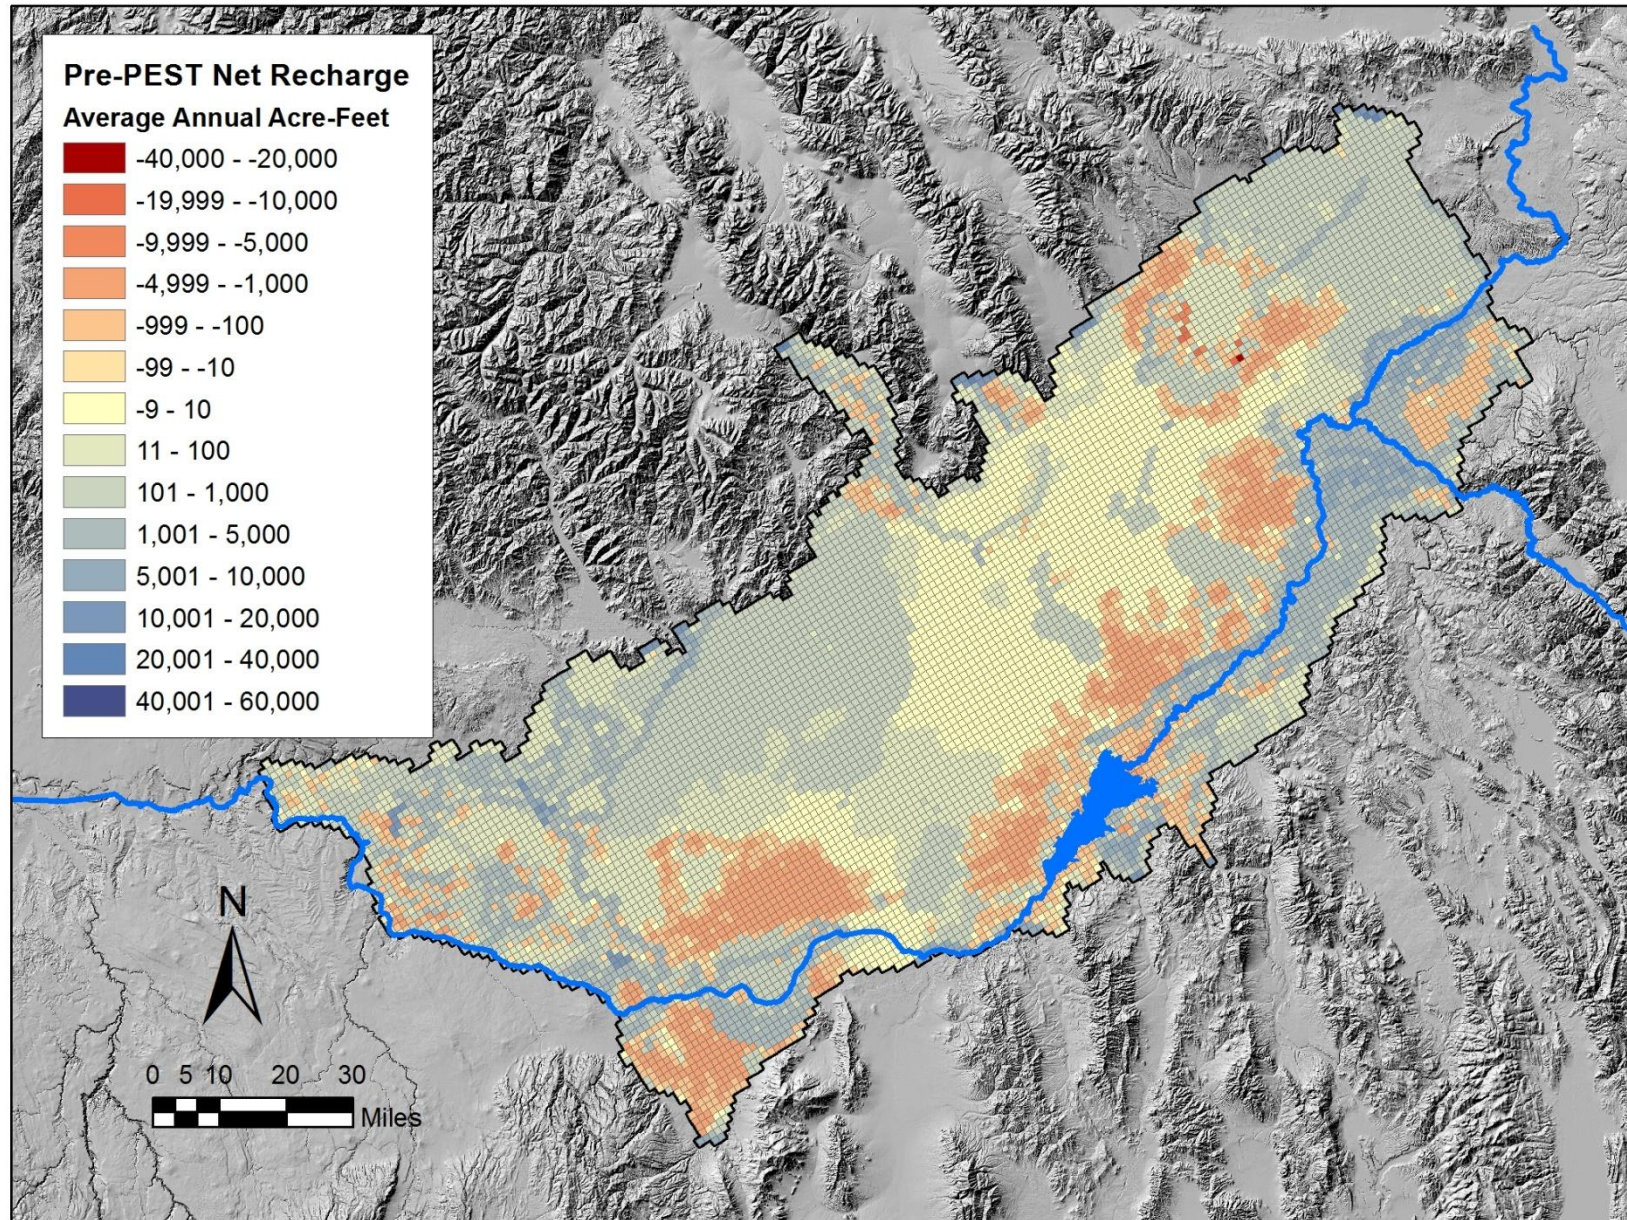 Pre-PEST Net Recharge
Average Annual Acre-Feet
-40,000 - -20,000
-19,999 - -10,000
-9,999 - -5,000
-4,999 - -1,000
-999 - -100
-99 - -10
-9 - 10
11 - 100
101 - 1,000
1,001 - 5,000
5,001 - 10,000
10,001 - 20,000
20,001 - 40,000
40,001 - 60,000
N
0 5 10 20 30
Miles